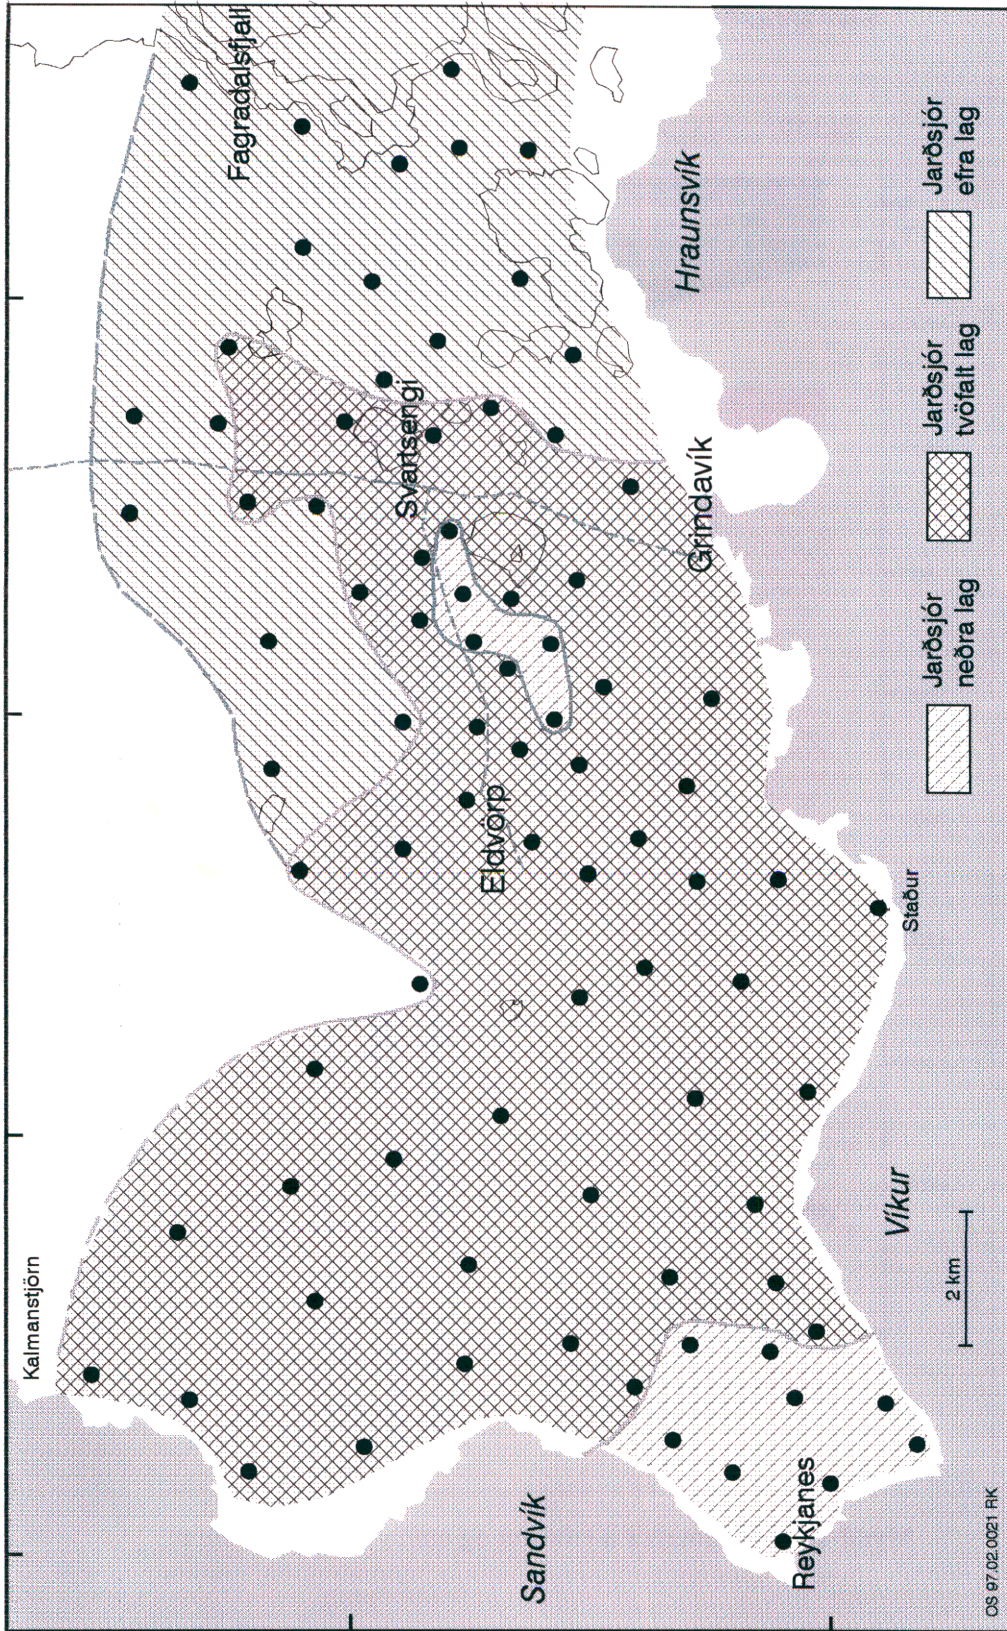 Kalmanstjörn
Fagradalsfjall
Svartsengi
Eldvörp
Sandvík
Hraunsvík
Grindavík
Staður
Víkur
Reykjanes
2 km
Jarðsjór
neðra lag
Jarðsjór
tvöfalt lag
Jarðsjór
efra lag
OS 97.02.0021 RK